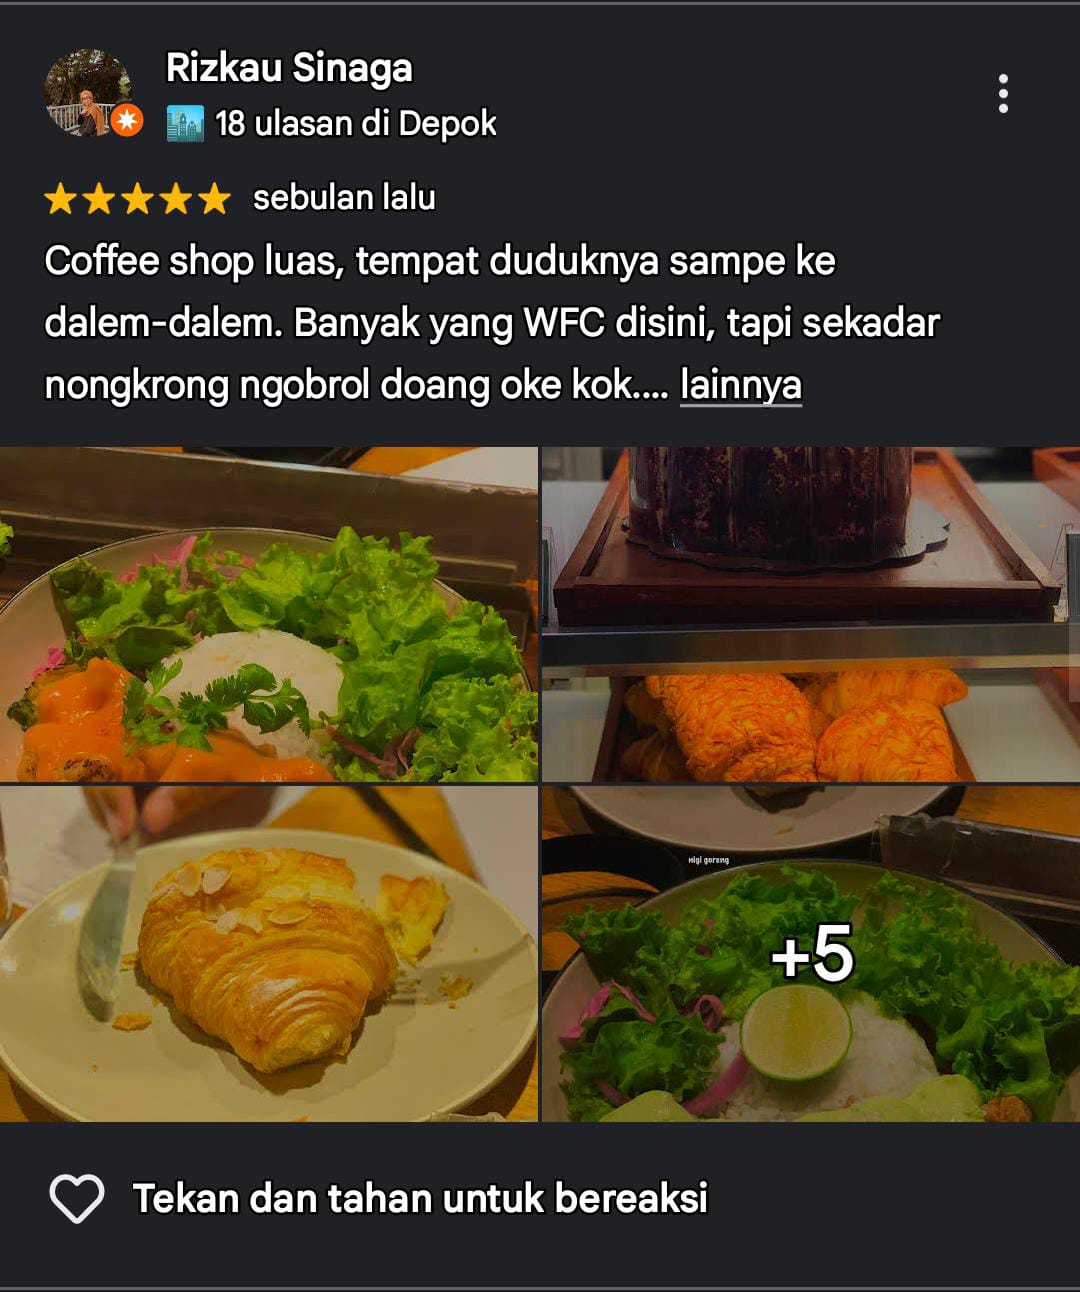 Rizkau Sinaga
18 ulasan di Depok
sebulan lalu
Coffee shop luas, tempat duduknya sampe ke
dalem-dalem. Banyak yang WFC disini, tapi sekadar
nongkrong ngobrol doang oke kok.... lainnya
nigi goreng
+5
Tekan dan tahan untuk bereaksi